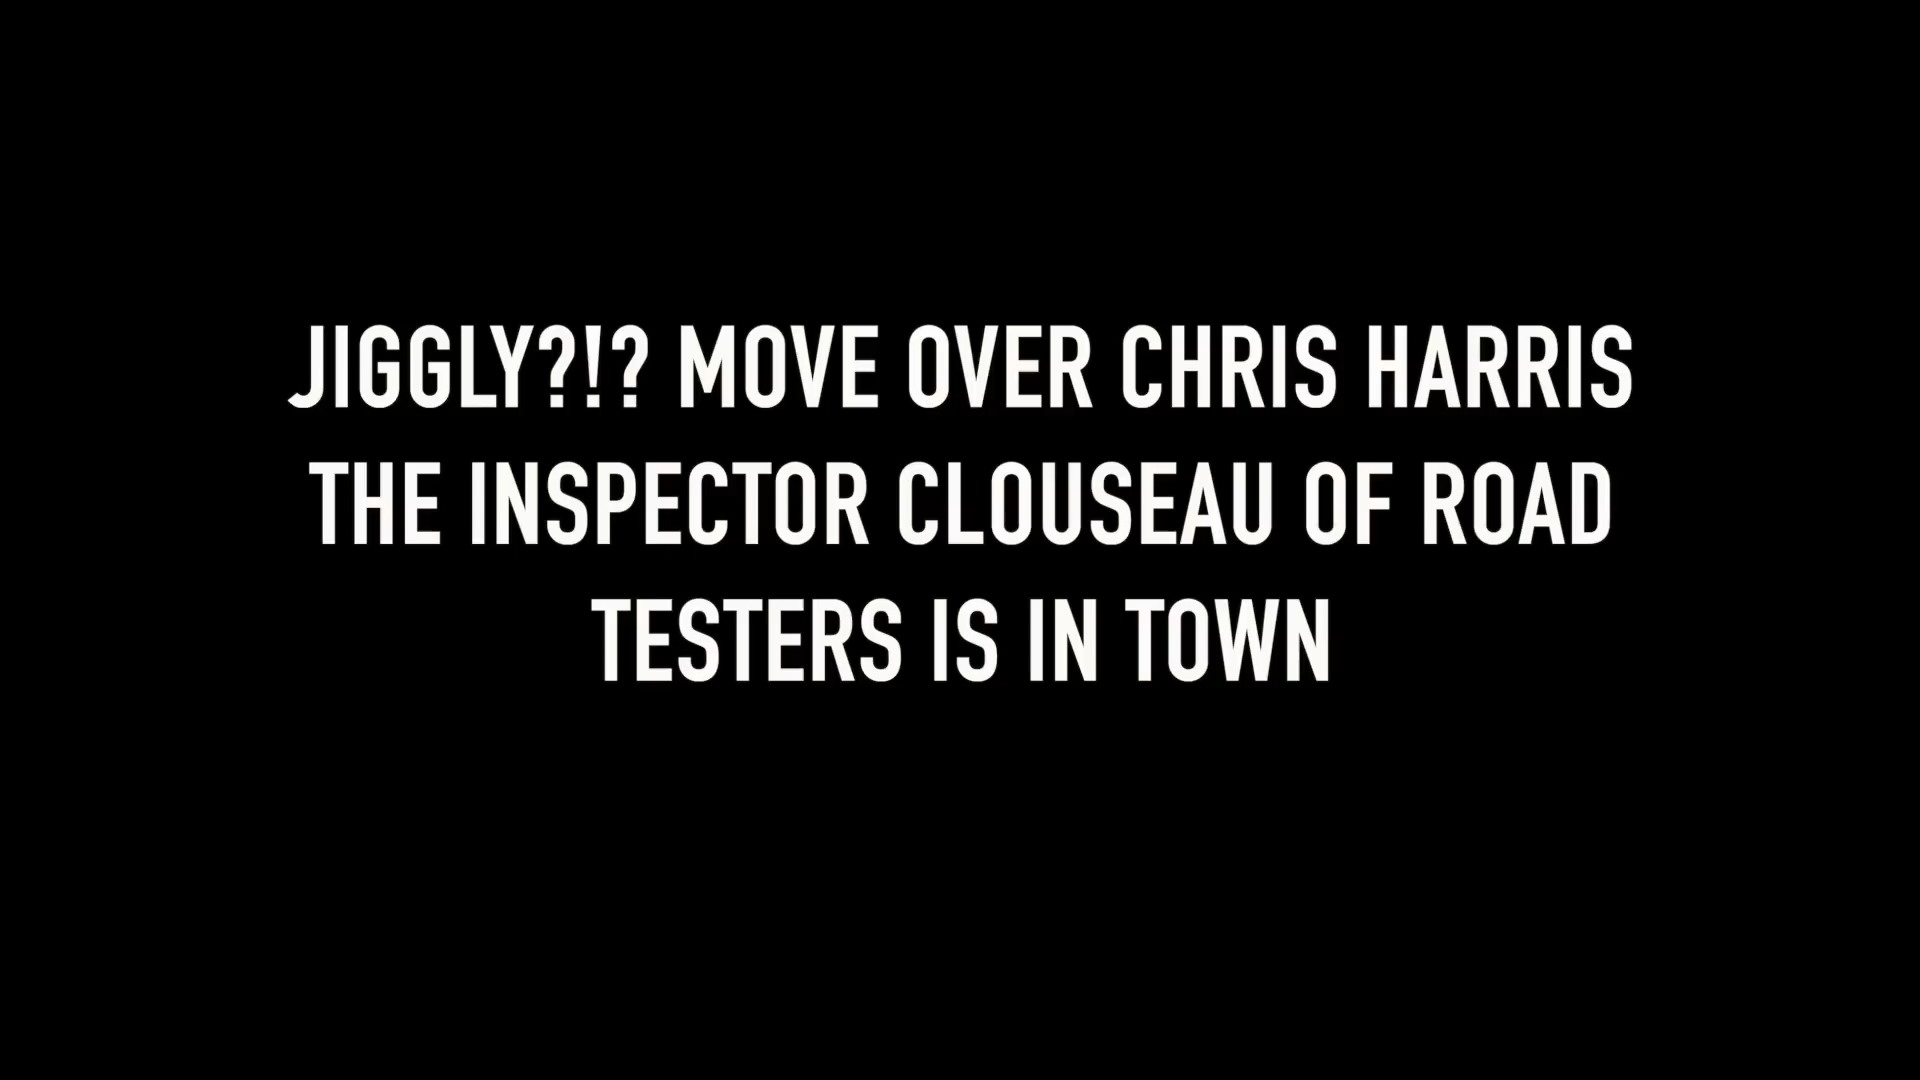 JIGGLY?!? MOVE OVER CHRIS HARRIS
THE INSPECTOR CLOUSEAU OF ROAD
TESTERS IS IN TOWN